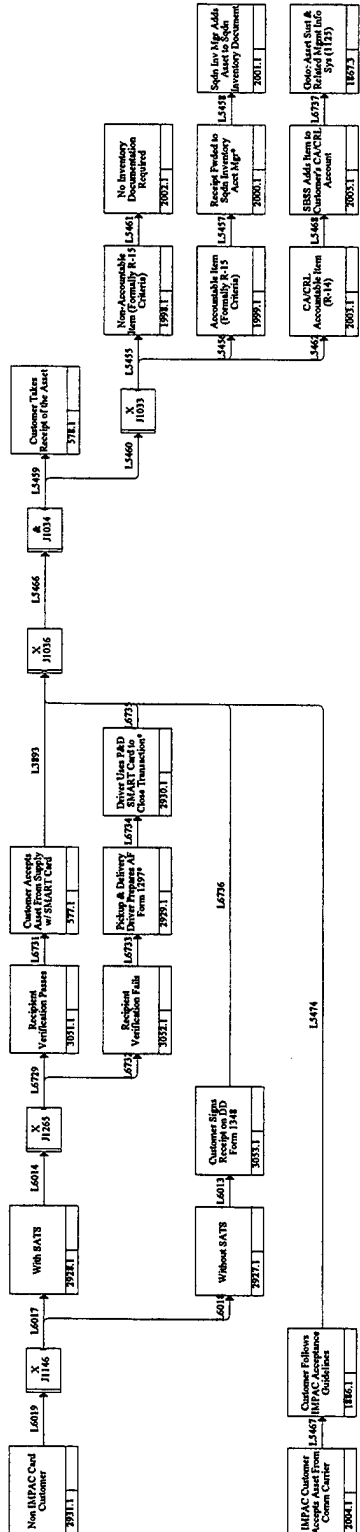 Non IMPAC Card
Customer
2931.1
L6019
X
J1146
L6017
L6018
With SATS
2928.1
Without SATS
2927.1
L6014
X
J1265
L6729
L6732
Recipient
Verification Passes
3051.1
L6731
Customer Accepts
Asset From Supply
w/ SMART Card
577.1
L3893
Recipient
Verification Fails
3052.1
L6733
Pickup & Delivery
Driver Prepares AF
Form 1297*
2929.1
L6734
Driver Uses P&D
SMART Card to
Close Transaction*
2930.1
L6735
L6013
Customer Signs
Receipt on DD
Form 1348
3053.1
L6736
IMPAC Customer
Accepts Asset From
Comm Carrier
2004.1
L5467
Customer Follows
IMPAC Acceptance
Guidelines
1886.1
L5474
X
J1036
L5466
&
J1034
L5459
L5460
Customer Takes
Receipt of the Asset
578.1
X
J1033
L5455
L5456
L5462
Non-Accountable
Item (Formally R-15
Criteria)
1998.1
L5461
No Inventory
Documentation
Required
2002.1
Accountable Item
(Formally R-15
Criteria)
1999.1
L5457
Receipt Fwded to
Sqdn Inventory
Acct Mgr*
2000.1
L5458
Sqdn Inv Mgr Adds
Asset to Sqdn
Inventory Document
2001.1
CA/CRL
Accountable Item
(R-14)
2003.1
L5468
SBSS Adds Item to
Customer's CA/CRL
Account
2005.1
L6737
Goto: Asset Sust &
Related Mgmt Info
Sys (1125)
1867.3